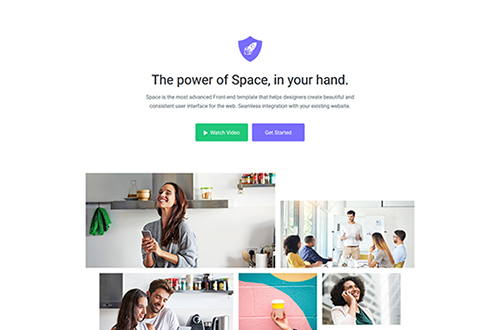 The power of Space, in your hand.
Space is the most advanced Front-end template that helps designers create beautiful and
consistent user interface for the web. Seamless integration with your existing website.
Watch Video
Get Started